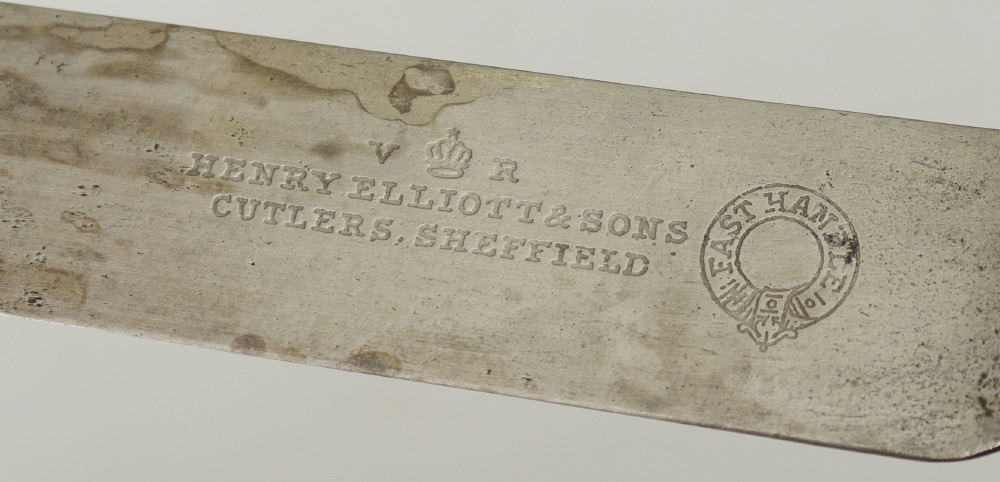 V R
HENRY ELLIOTT & SONS
CUTLERS. SHEFFIELD
FAST HANDLE